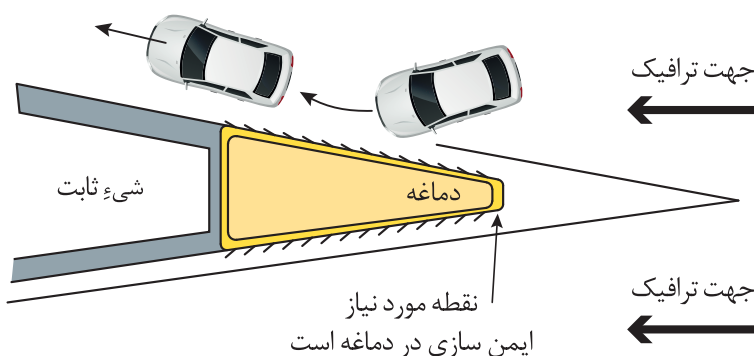 جهت ترافیک
شیءِ ثابت
دماغه
جهت ترافیک
نقطه مورد نیاز
ایمن سازی در دماغه است